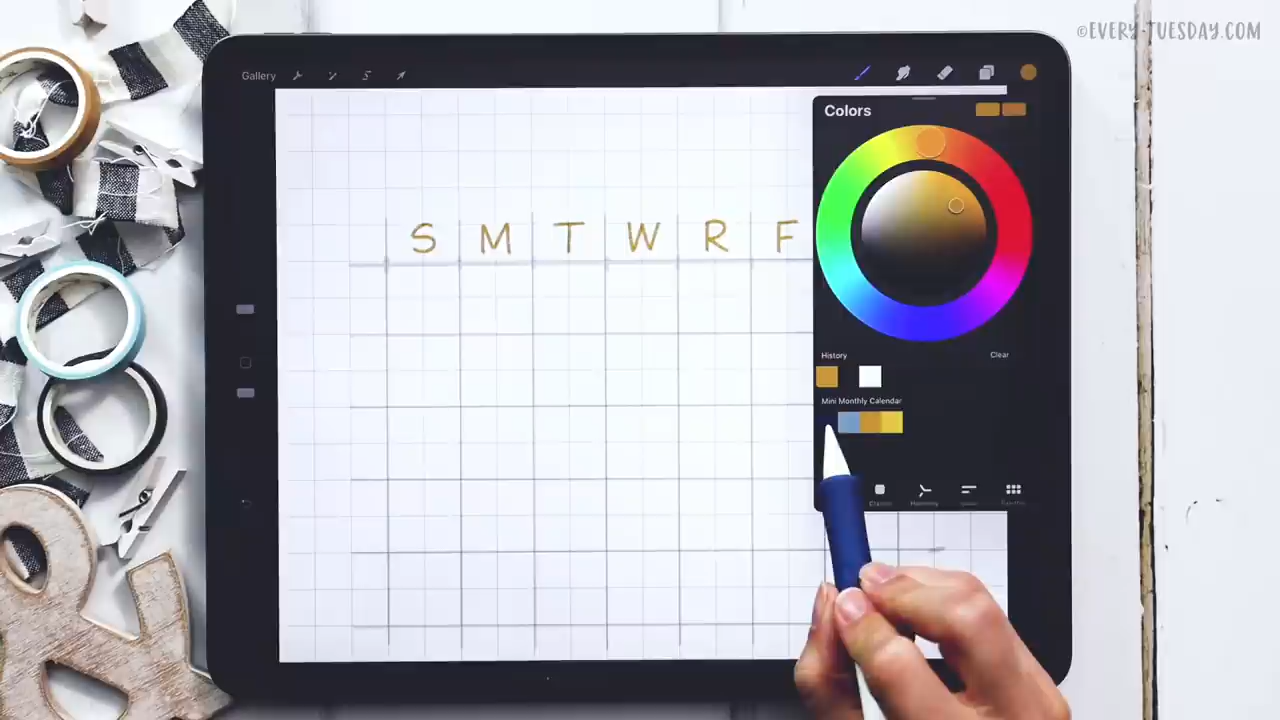 ©EVERY-TUESDAY.COM
Gallery
Colors
S M T W R F
History
Clear
Mini Monthly Calendar